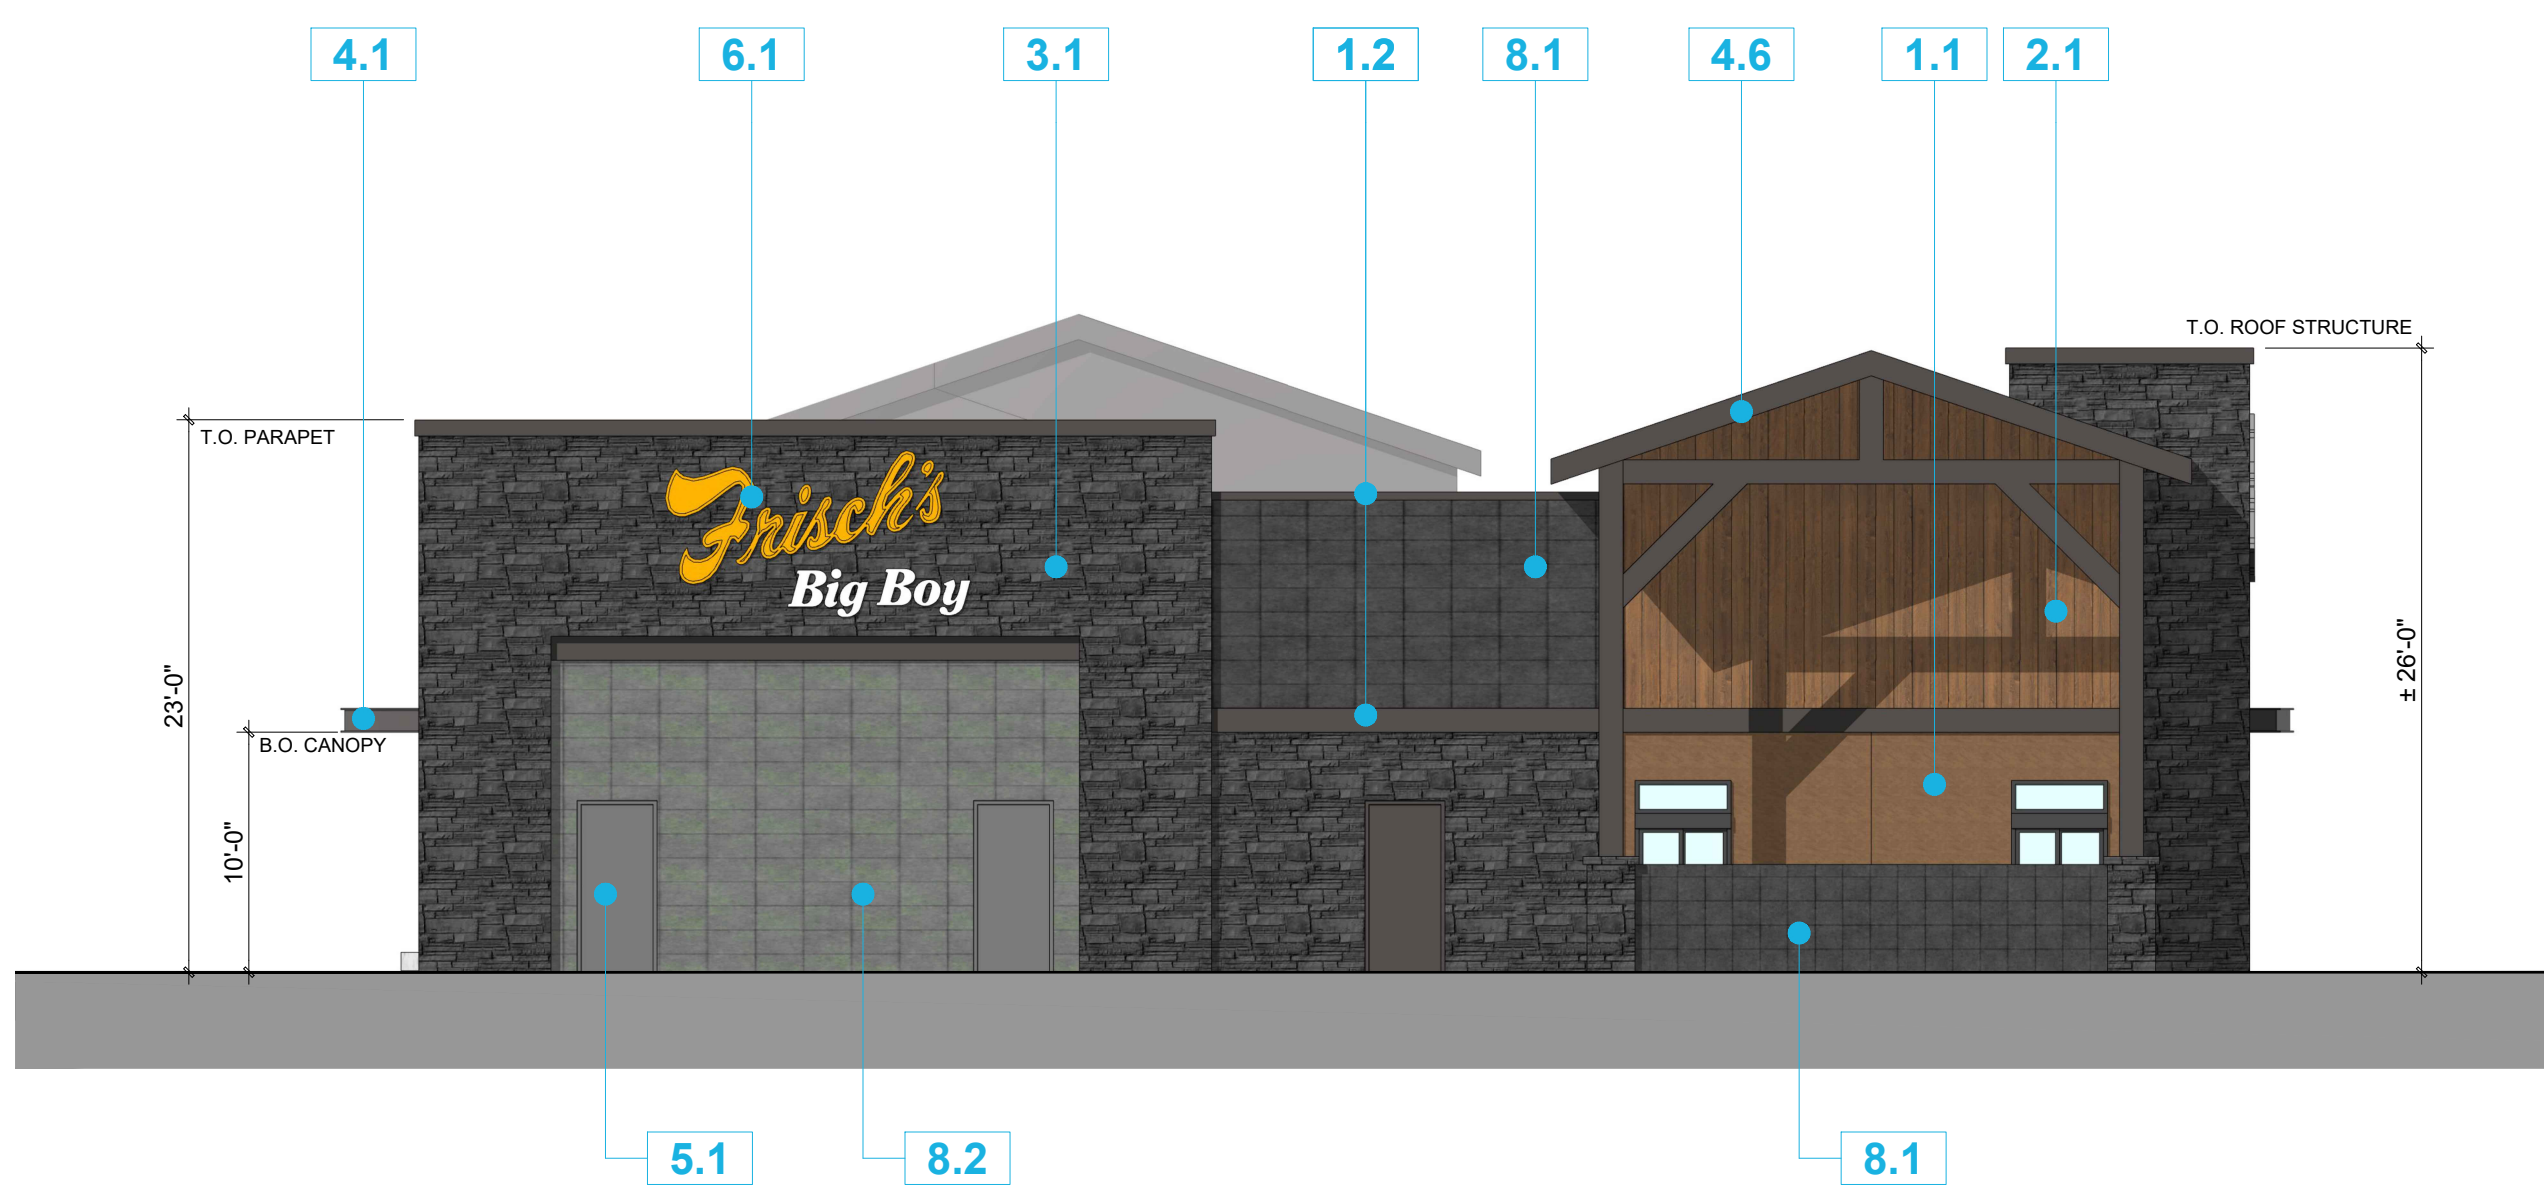 4.1
6.1
3.1
1.2
8.1
4.6
1.1
2.1
T.O. ROOF STRUCTURE
T.O. PARAPET
Frisch's
Big Boy
23'-0"
± 26'-0"
B.O. CANOPY
10'-0"
5.1
8.2
8.1